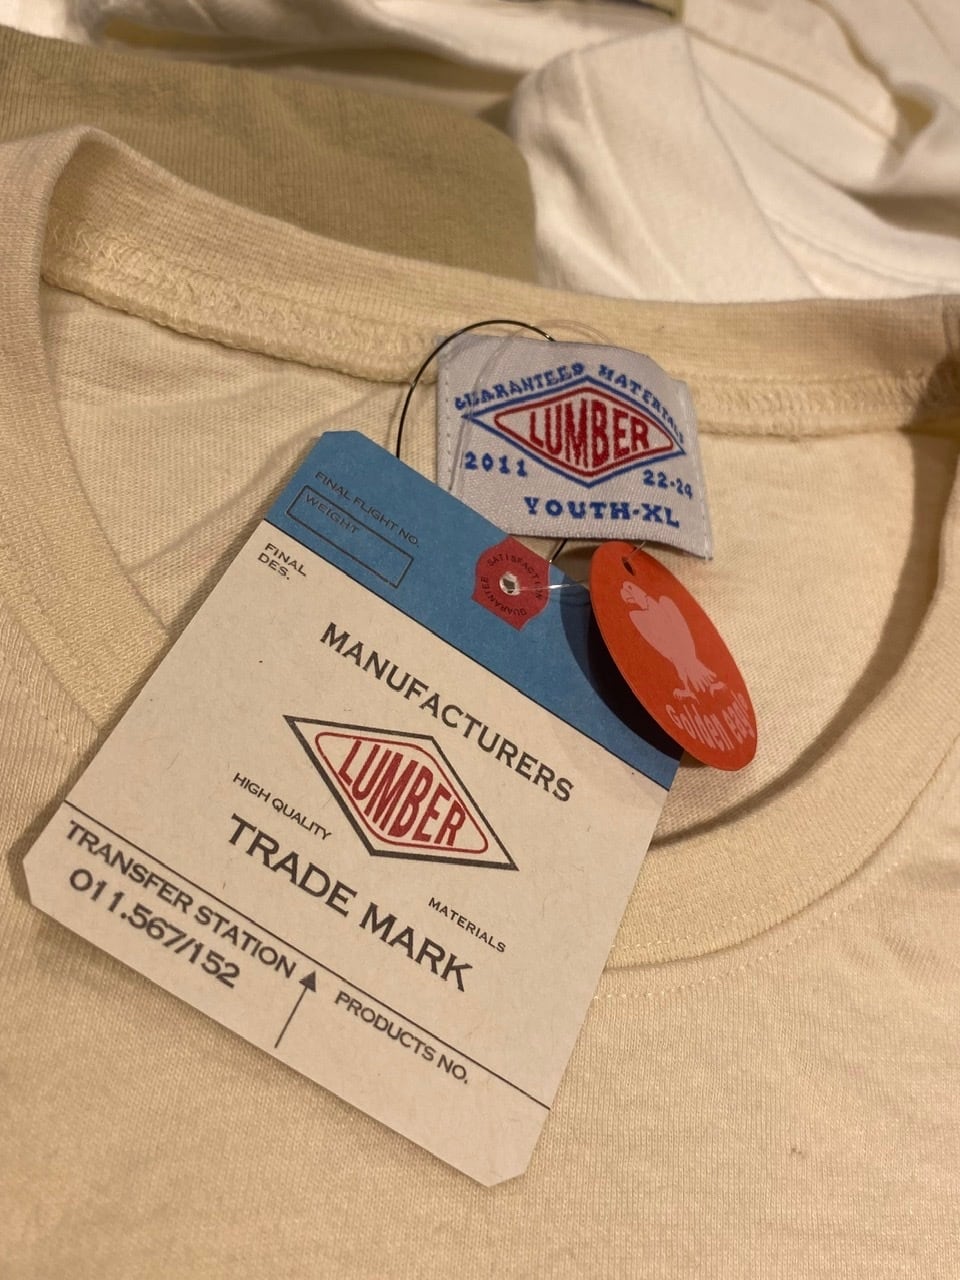 GUARANTEED MATERIALS
LUMBER
2011
22-24
YOUTH-XL
FINAL FLIGHT NO.
WEIGHT
FINAL
DES.
SATISFACTION
GUARANTEE
MANUFACTURERS
LUMBER
HIGH QUALITY
TRADE MARK
MATERIALS
TRANSFER STATION
011.567/152
PRODUCTS NO.
Golden eagle